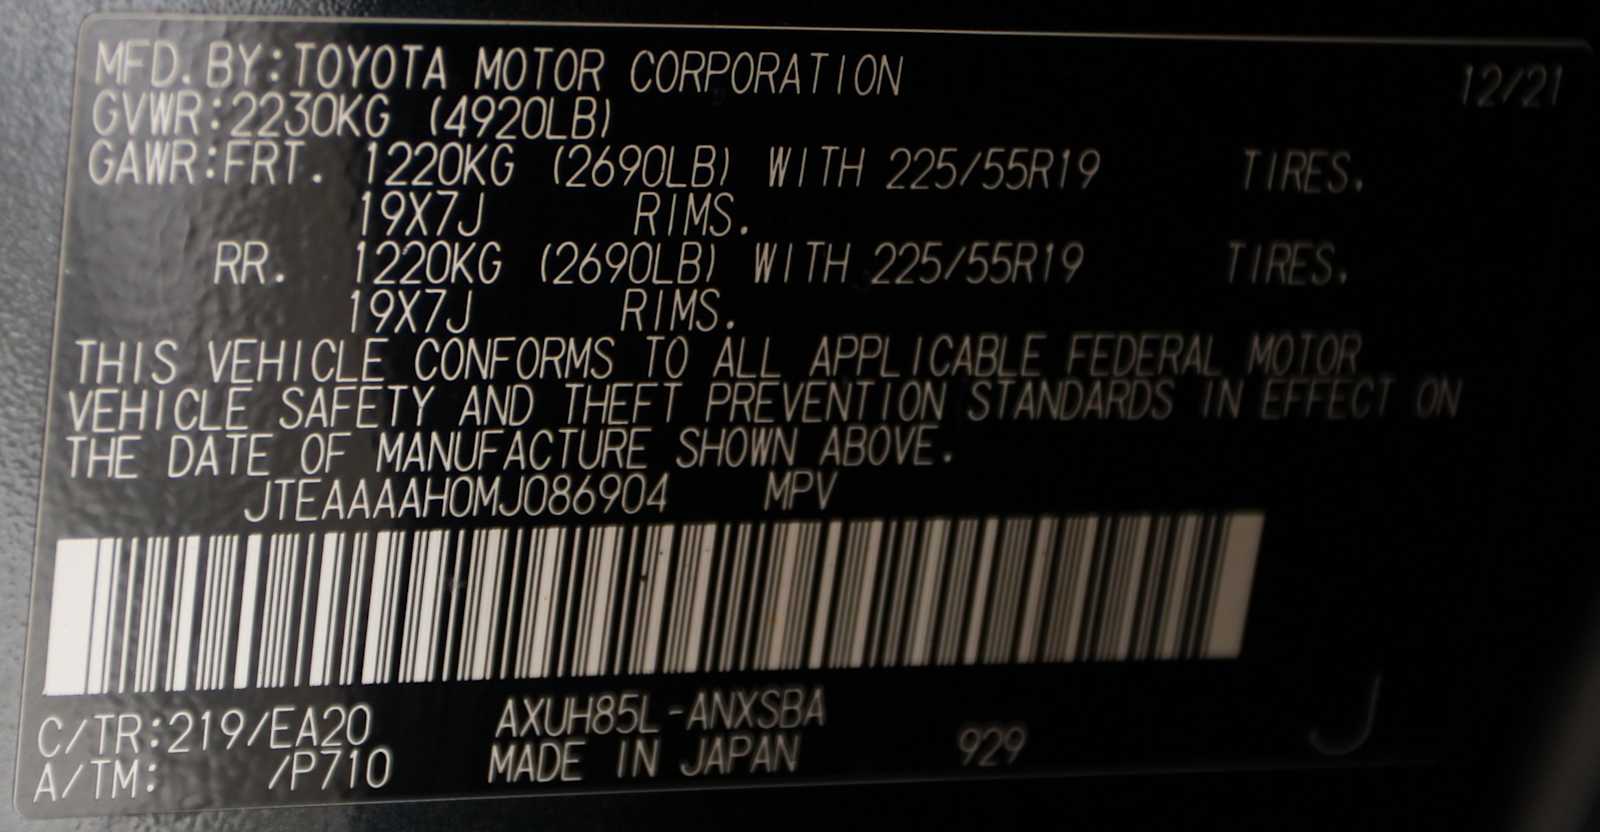 MFD.BY:TOYOTA MOTOR CORPORATION 12/21
GVWR:2230KG (4920LB)
GAWR:FRT. 1220KG (2690LB) WITH 225/55R19 TIRES.
19X7J RIMS.
RR. 1220KG (2690LB) WITH 225/55R19 TIRES.
19X7J RIMS.
THIS VEHICLE CONFORMS TO ALL APPLICABLE FEDERAL MOTOR
VEHICLE SAFETY AND THEFT PREVENTION STANDARDS IN EFFECT ON
THE DATE OF MANUFACTURE SHOWN ABOVE.
JTEAAAAH0MJ086904 MPV
C/TR:219/EA20 AXUH85L-ANXSBA
A/TM: /P710 MADE IN JAPAN 929 J